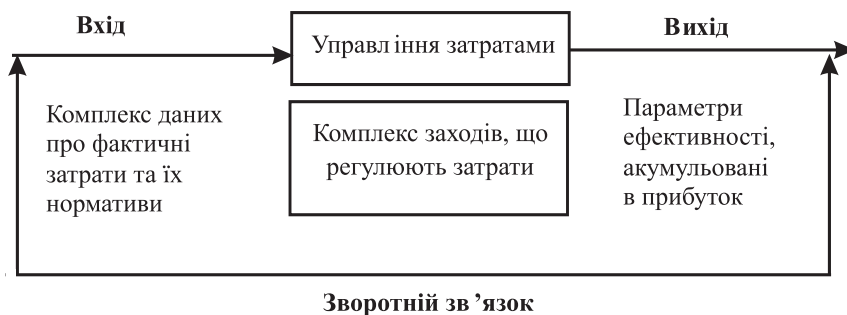 Вхід
Управл іння затратами
Вихід
Комплекс даних
про фактичні
затрати та їх
нормативи
Комплекс заходів, що
регулюють затрати
Параметри
ефективності,
акумульовані
в прибуток
Зворотній зв ’язок